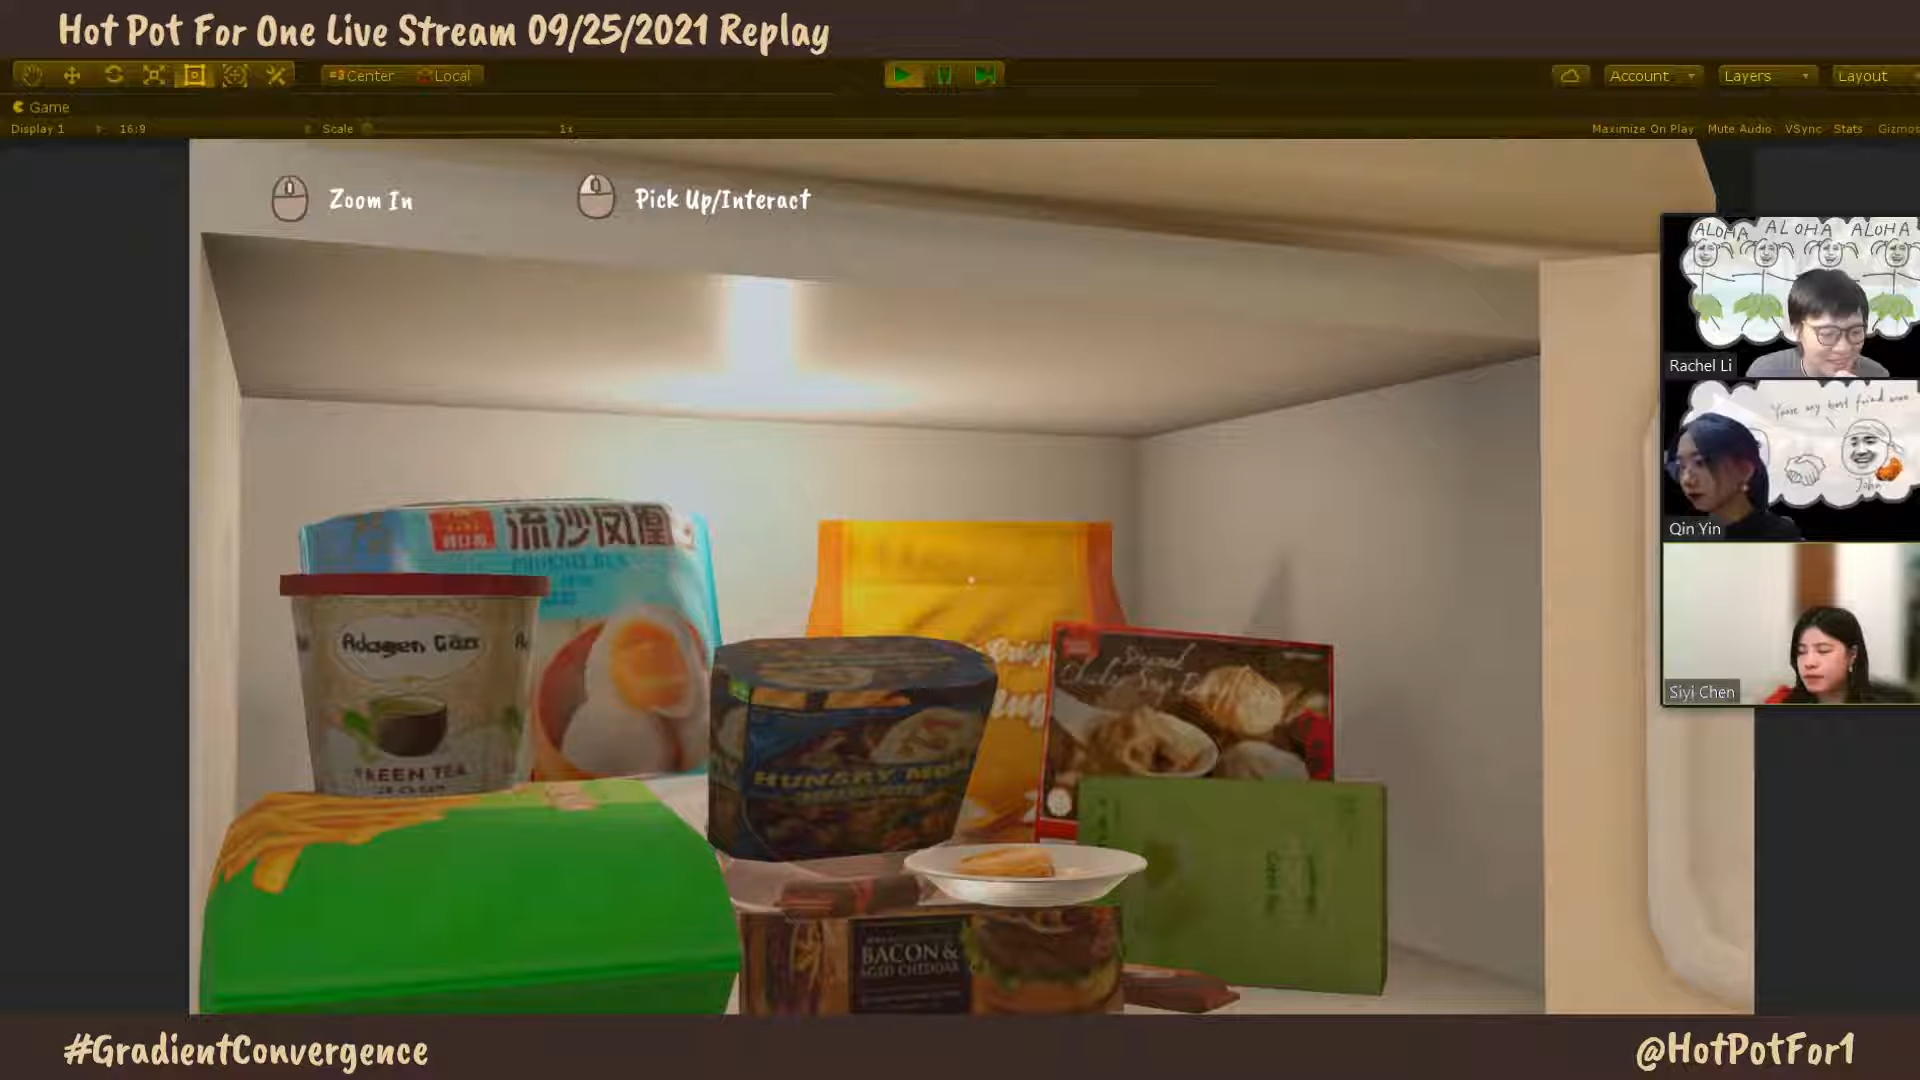 Hot Pot For One Live Stream 09/25/2021 Replay
Center Local
Account Layers Layout
Game
Display 1 16:9 Scale 1x
Maximize On Play Mute Audio VSync Stats Gizmos
Zoom In Pick Up/Interact
ALOHA ALOHA ALOHA
Rachel Li
John
Qin Yin
Siyi Chen
流沙凤凰
GREEN TEA
BACON &
AGED CHEDDAR
#GradientConvergence
@HotPotFor1